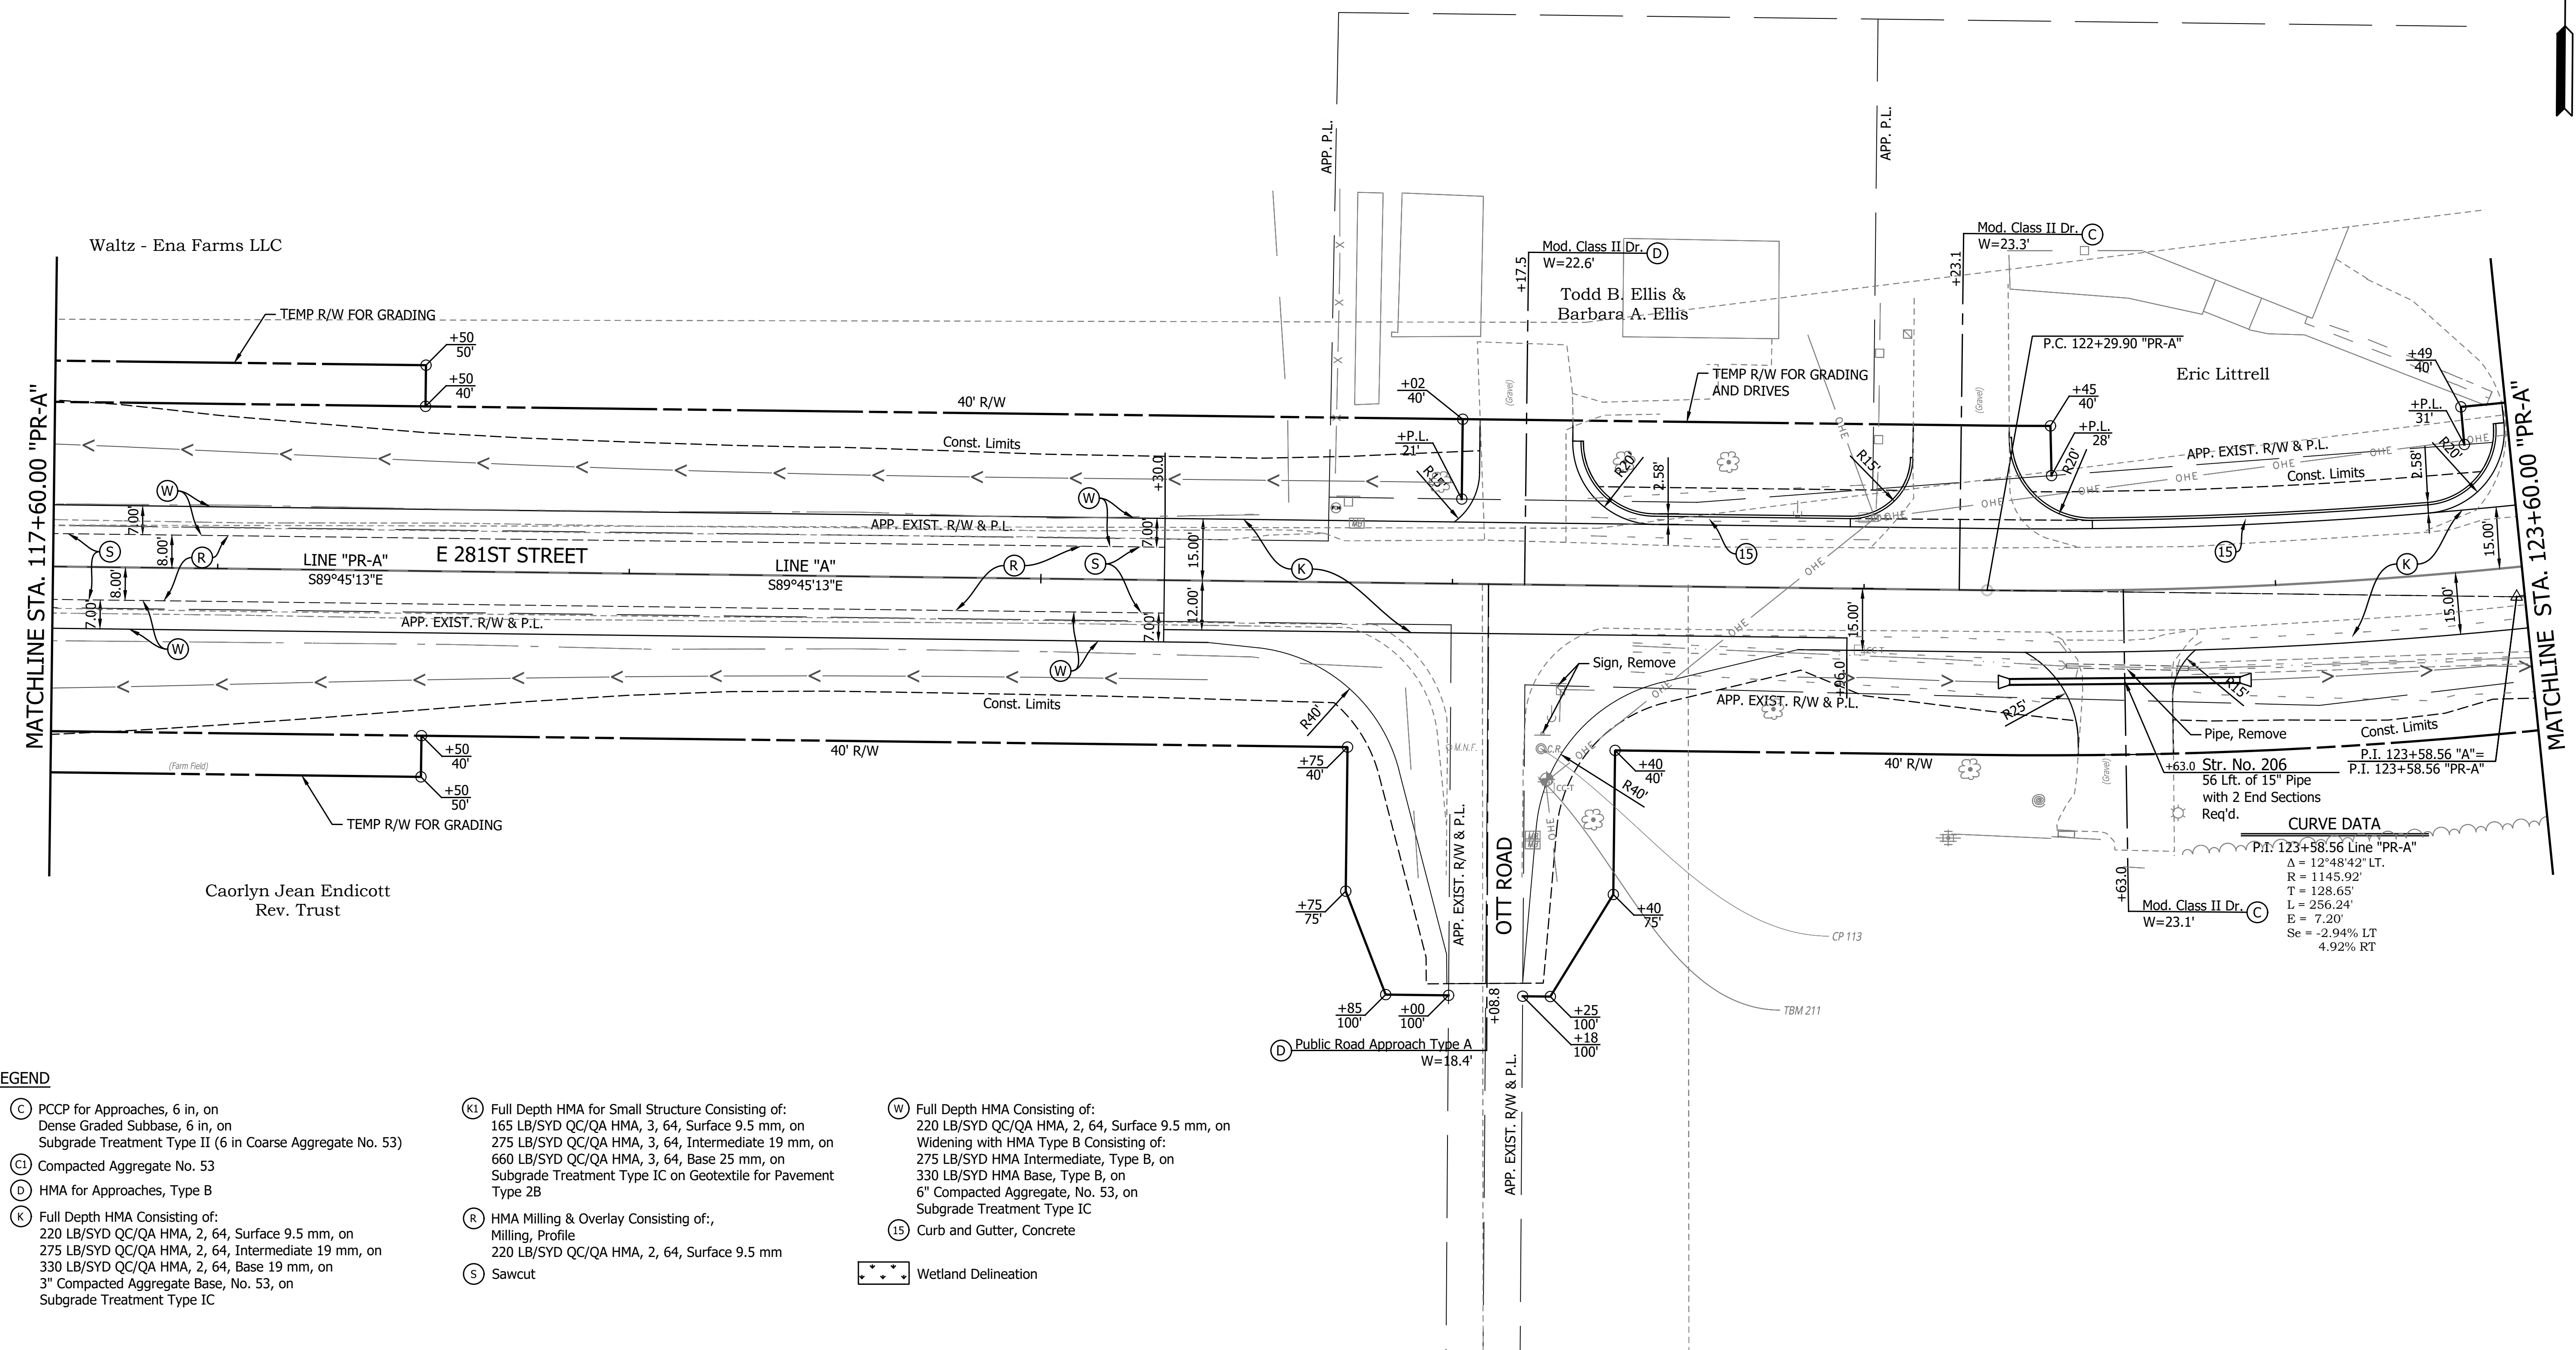 Waltz - Ena Farms LLC
MATCHLINE STA. 117+60.00 "PR-A"
TEMP R/W FOR GRADING
+50
50'
+50
40'
40' R/W
Const. Limits
APP. P.L.
APP. P.L.
Mod. Class II Dr. D
W=22.6'
+17.5
Todd B. Ellis &
Barbara A. Ellis
Mod. Class II Dr. C
W=23.3'
+23.1
P.C. 122+29.90 "PR-A"
Eric Littrell
+49
40'
+P.L.
31'
+45
40'
+P.L.
28'
+02
40'
+P.L.
21'
TEMP R/W FOR GRADING
AND DRIVES
(Gravel)
(Gravel)
R15'
R20'
2.58'
R15'
R20'
R20'
2.58'
APP. EXIST. R/W & P.L.
Const. Limits
OHE
OHE
OHE
OHE
OHE
OHE
OHE
OHE
OHE
OHE
OHE
OHE
OHE
MB
W
7.00'
S
8.00'
R
8.00'
7.00'
W
LINE "PR-A"
S89°45'13"E
E 281ST STREET
LINE "A"
S89°45'13"E
APP. EXIST. R/W & P.L.
APP. EXIST. R/W & P.L.
W
+30.0
7.00'
15.00'
12.00'
7.00'
R
S
K
W
15
15
K
15.00'
15.00'
15.00'
MATCHLINE STA. 123+60.00 "PR-A"
Sign, Remove
+96.0
CC-T
APP. EXIST. R/W & P.L.
R25'
R15'
Pipe, Remove
Const. Limits
P.I. 123+58.56 "A"=
P.I. 123+58.56 "PR-A"
+63.0 Str. No. 206
56 Lft. of 15" Pipe
with 2 End Sections
Req'd.
Const. Limits
R40'
40' R/W
+50
40'
+50
50'
(Farm Field)
TEMP R/W FOR GRADING
Caorlyn Jean Endicott
Rev. Trust
+75
40'
+75
75'
+85
100'
+00
100'
M.N.F.
C.R.
CC-T
MB
MB
R40'
+40
40'
+40
75'
+25
100'
+18
100'
40' R/W
(Gravel)
APP. EXIST. R/W & P.L.
OTT ROAD
+08.8
D Public Road Approach Type A
W=18.4'
APP. EXIST. R/W & P.L.
CP 113
TBM 211
+63.0
Mod. Class II Dr. C
W=23.1'
CURVE DATA
P.I. 123+58.56 Line "PR-A"
Δ = 12°48'42" LT.
R = 1145.92'
T = 128.65'
L = 256.24'
E = 7.20'
Se = -2.94% LT
4.92% RT
EGEND
C PCCP for Approaches, 6 in, on
Dense Graded Subbase, 6 in, on
Subgrade Treatment Type II (6 in Coarse Aggregate No. 53)
C1 Compacted Aggregate No. 53
D HMA for Approaches, Type B
K Full Depth HMA Consisting of:
220 LB/SYD QC/QA HMA, 2, 64, Surface 9.5 mm, on
275 LB/SYD QC/QA HMA, 2, 64, Intermediate 19 mm, on
330 LB/SYD QC/QA HMA, 2, 64, Base 19 mm, on
3" Compacted Aggregate Base, No. 53, on
Subgrade Treatment Type IC
K1 Full Depth HMA for Small Structure Consisting of:
165 LB/SYD QC/QA HMA, 3, 64, Surface 9.5 mm, on
275 LB/SYD QC/QA HMA, 3, 64, Intermediate 19 mm, on
660 LB/SYD QC/QA HMA, 3, 64, Base 25 mm, on
Subgrade Treatment Type IC on Geotextile for Pavement
Type 2B
R HMA Milling & Overlay Consisting of:,
Milling, Profile
220 LB/SYD QC/QA HMA, 2, 64, Surface 9.5 mm
S Sawcut
W Full Depth HMA Consisting of:
220 LB/SYD QC/QA HMA, 2, 64, Surface 9.5 mm, on
Widening with HMA Type B Consisting of:
275 LB/SYD HMA Intermediate, Type B, on
330 LB/SYD HMA Base, Type B, on
6" Compacted Aggregate, No. 53, on
Subgrade Treatment Type IC
15 Curb and Gutter, Concrete
Wetland Delineation